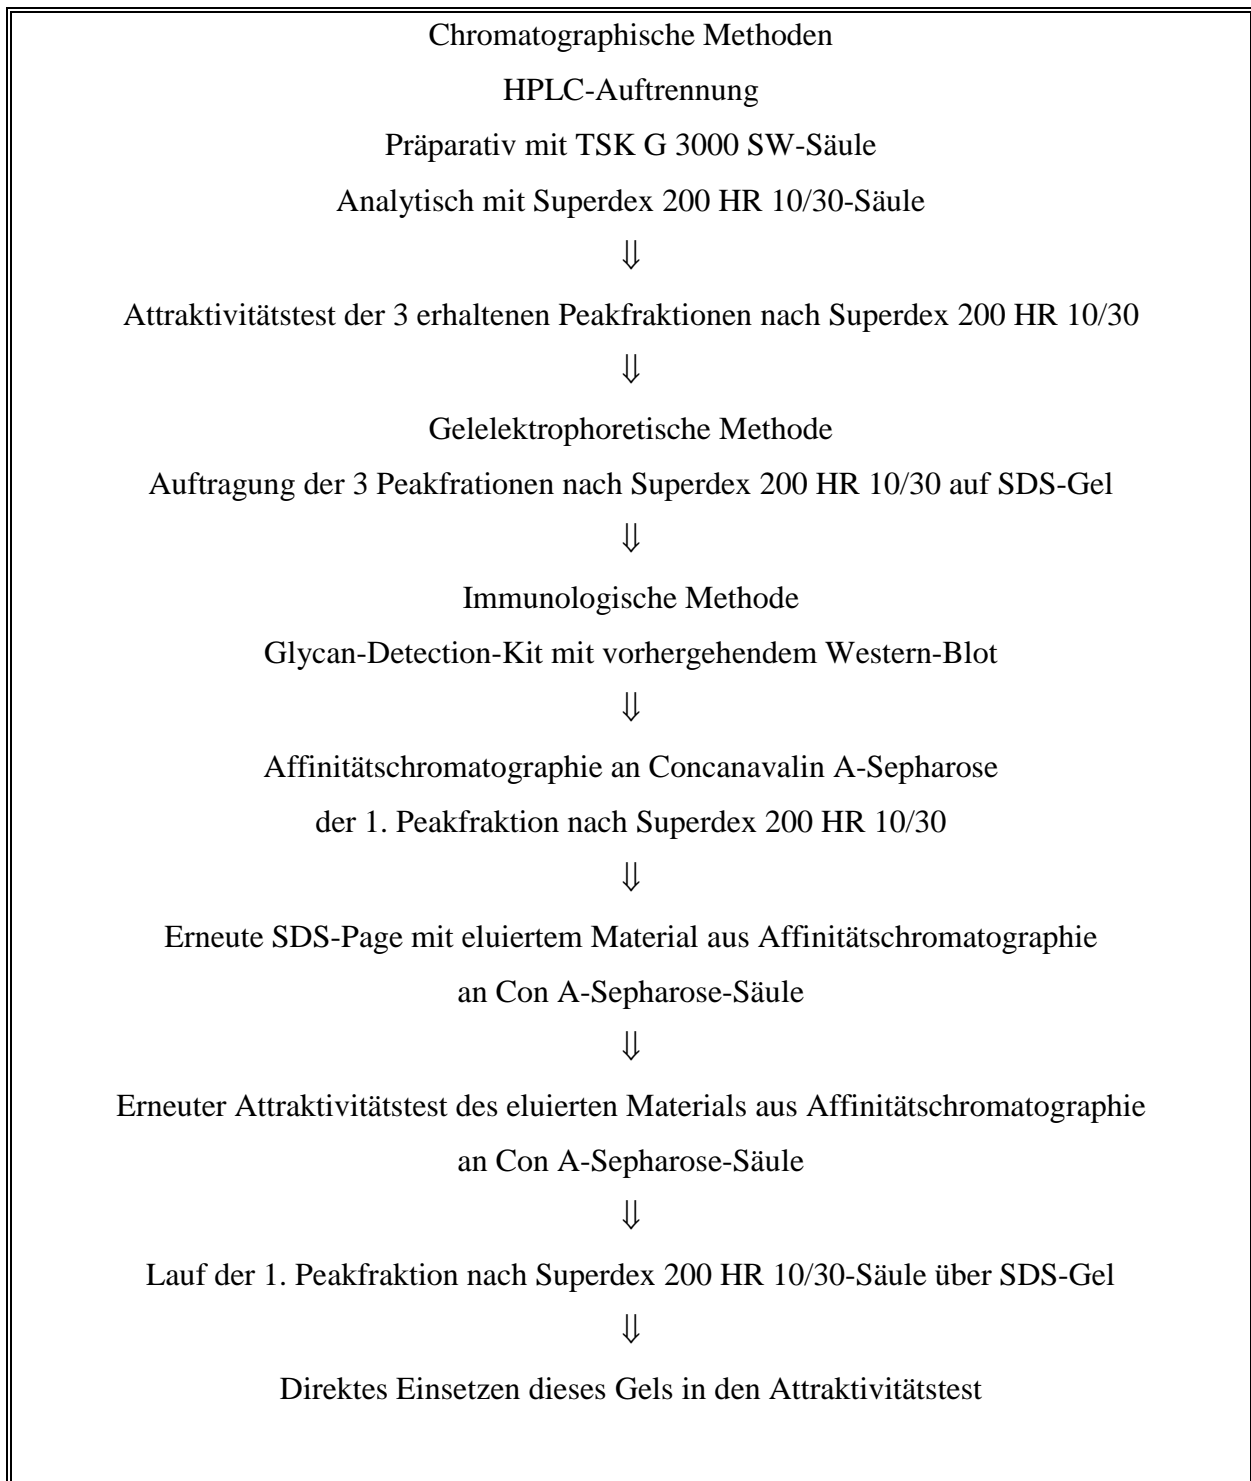 Chromatographische Methoden
HPLC-Auftrennung
Präparativ mit TSK G 3000 SW-Säule
Analytisch mit Superdex 200 HR 10/30-Säule
⇓
Attraktivitätstest der 3 erhaltenen Peakfraktionen nach Superdex 200 HR 10/30
⇓
Gelelektrophoretische Methode
Auftragung der 3 Peakfrationen nach Superdex 200 HR 10/30 auf SDS-Gel
⇓
Immunologische Methode
Glycan-Detection-Kit mit vorhergehendem Western-Blot
⇓
Affinitätschromatographie an Concanavalin A-Sepharose
der 1. Peakfraktion nach Superdex 200 HR 10/30
⇓
Erneute SDS-Page mit eluiertem Material aus Affinitätschromatographie
an Con A-Sepharose-Säule
⇓
Erneuter Attraktivitätstest des eluierten Materials aus Affinitätschromatographie
an Con A-Sepharose-Säule
⇓
Lauf der 1. Peakfraktion nach Superdex 200 HR 10/30-Säule über SDS-Gel
⇓
Direktes Einsetzen dieses Gels in den Attraktivitätstest